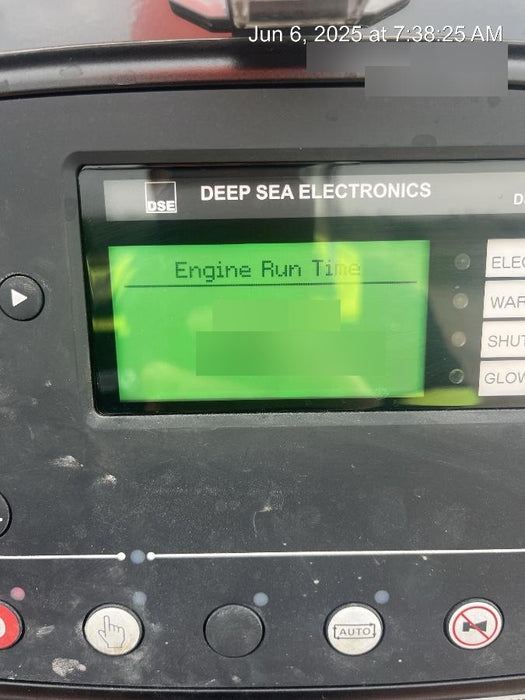 Jun 6, 2025 at 7:38:25 AM
DSE
DEEP SEA ELECTRONICS
Engine Run Time
ELEC
WAR
SHUT
GLOW
AUTO